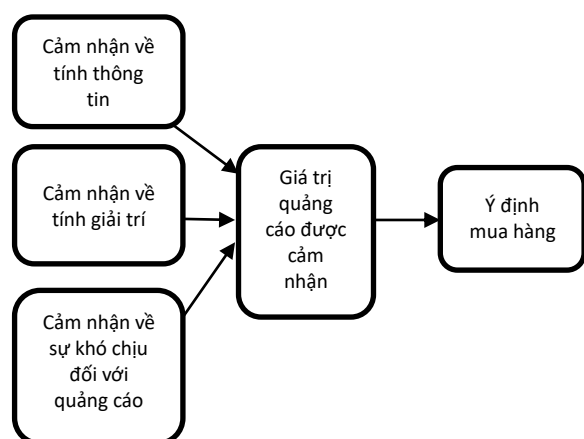 Cảm nhận về
tính thông
tin
Cảm nhận về
tính giải trí
Cảm nhận về
sự khó chịu
đối với
quảng cáo
Giá trị
quảng
cáo được
cảm
nhận
Ý định
mua hàng